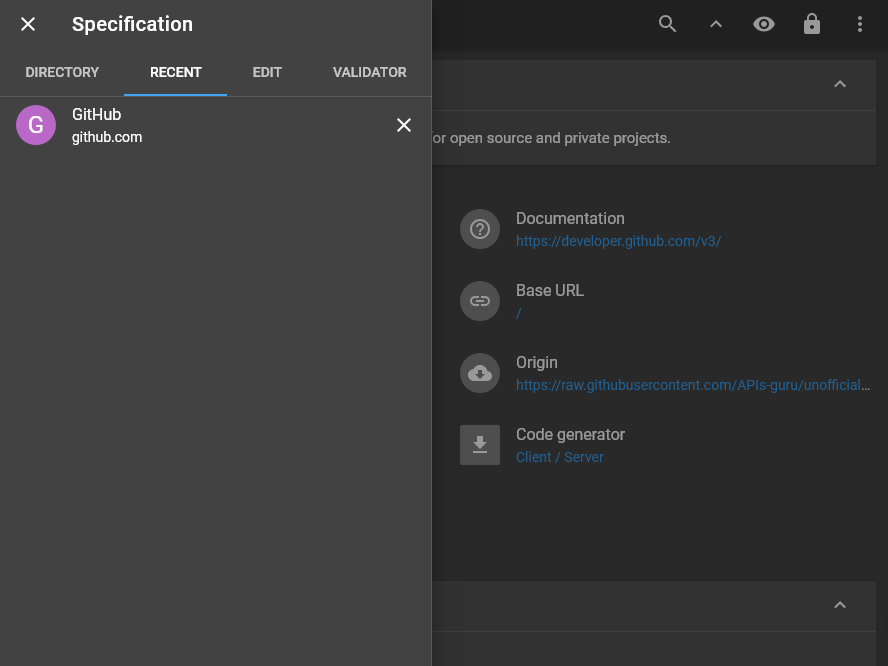 Specification
DIRECTORY RECENT EDIT VALIDATOR
G
GitHub
github.com
or open source and private projects.
Documentation
https://developer.github.com/v3/
Base URL
/
Origin
https://raw.githubusercontent.com/APIs-guru/unofficial...
Code generator
Client / Server